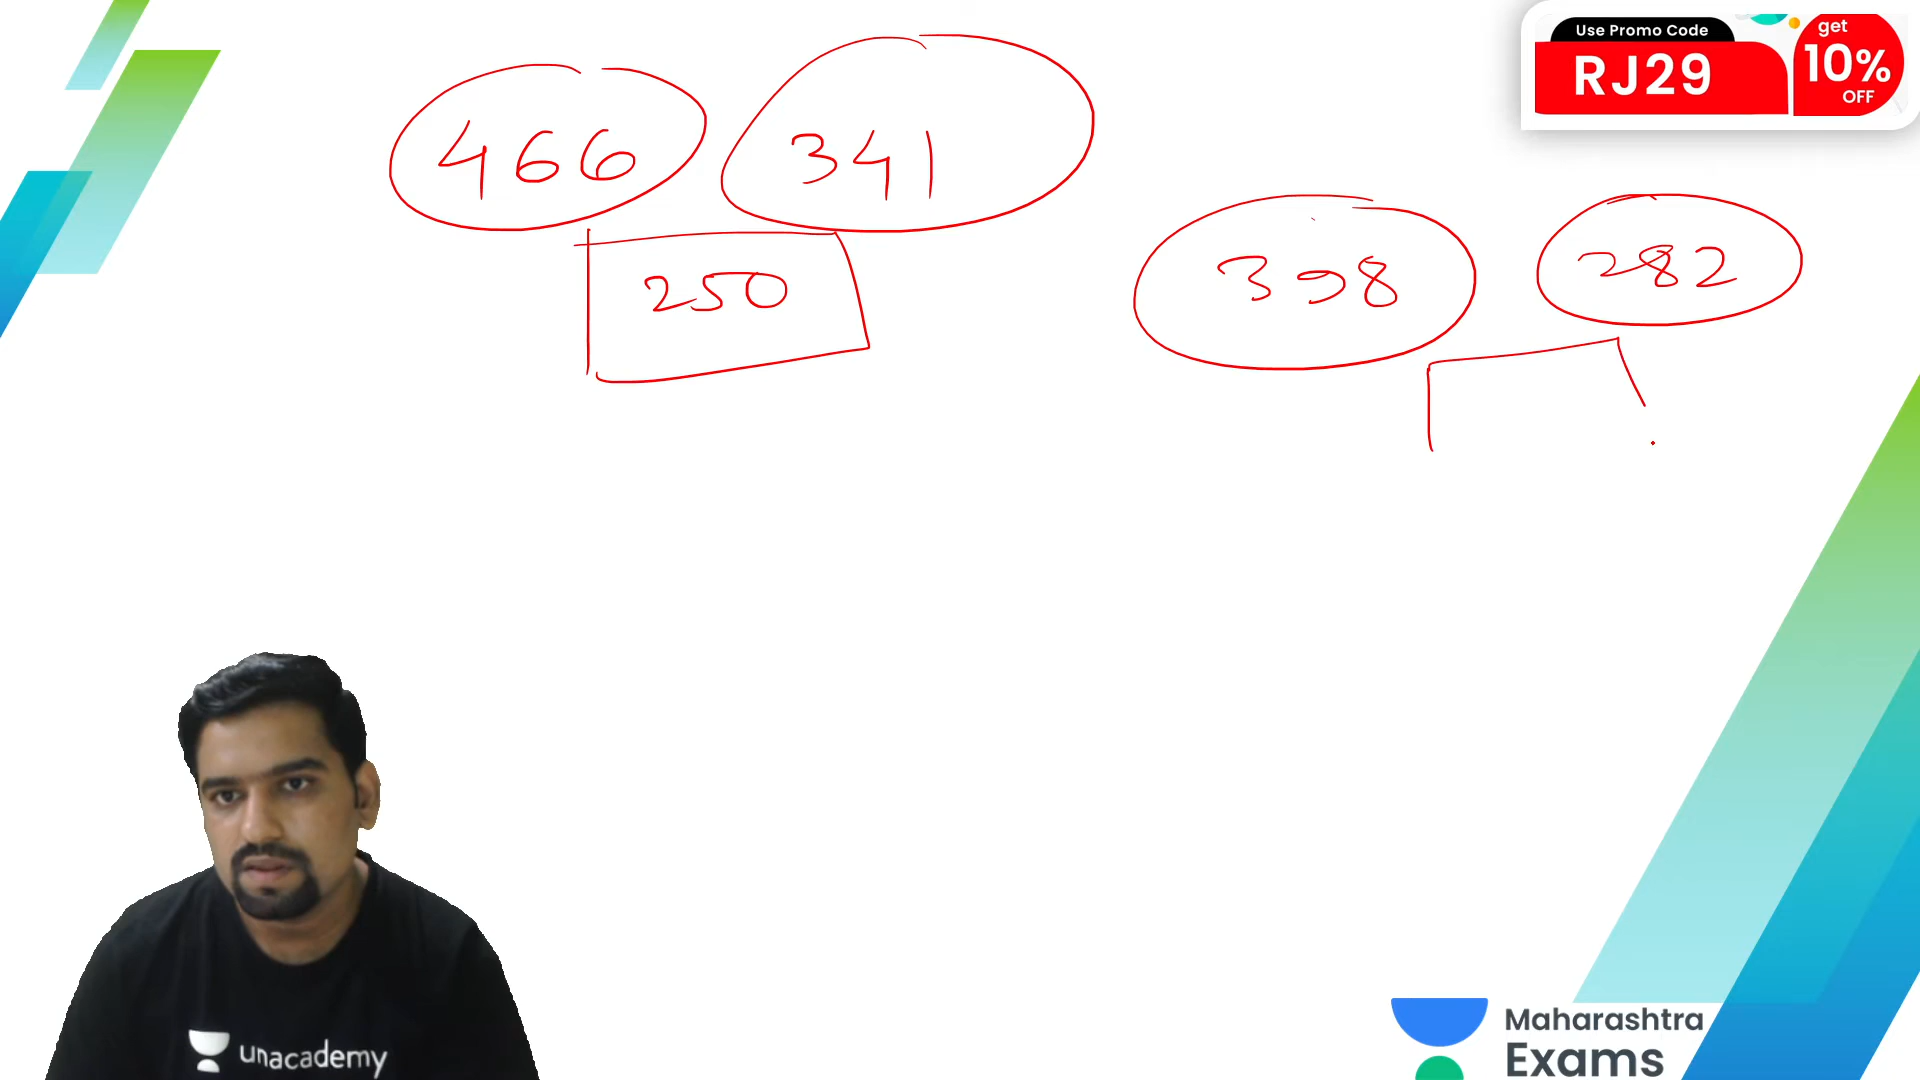 Use Promo Code
RJ29
get
10%
OFF
466 341
250
398 282
unacademy
Maharashtra
Exams